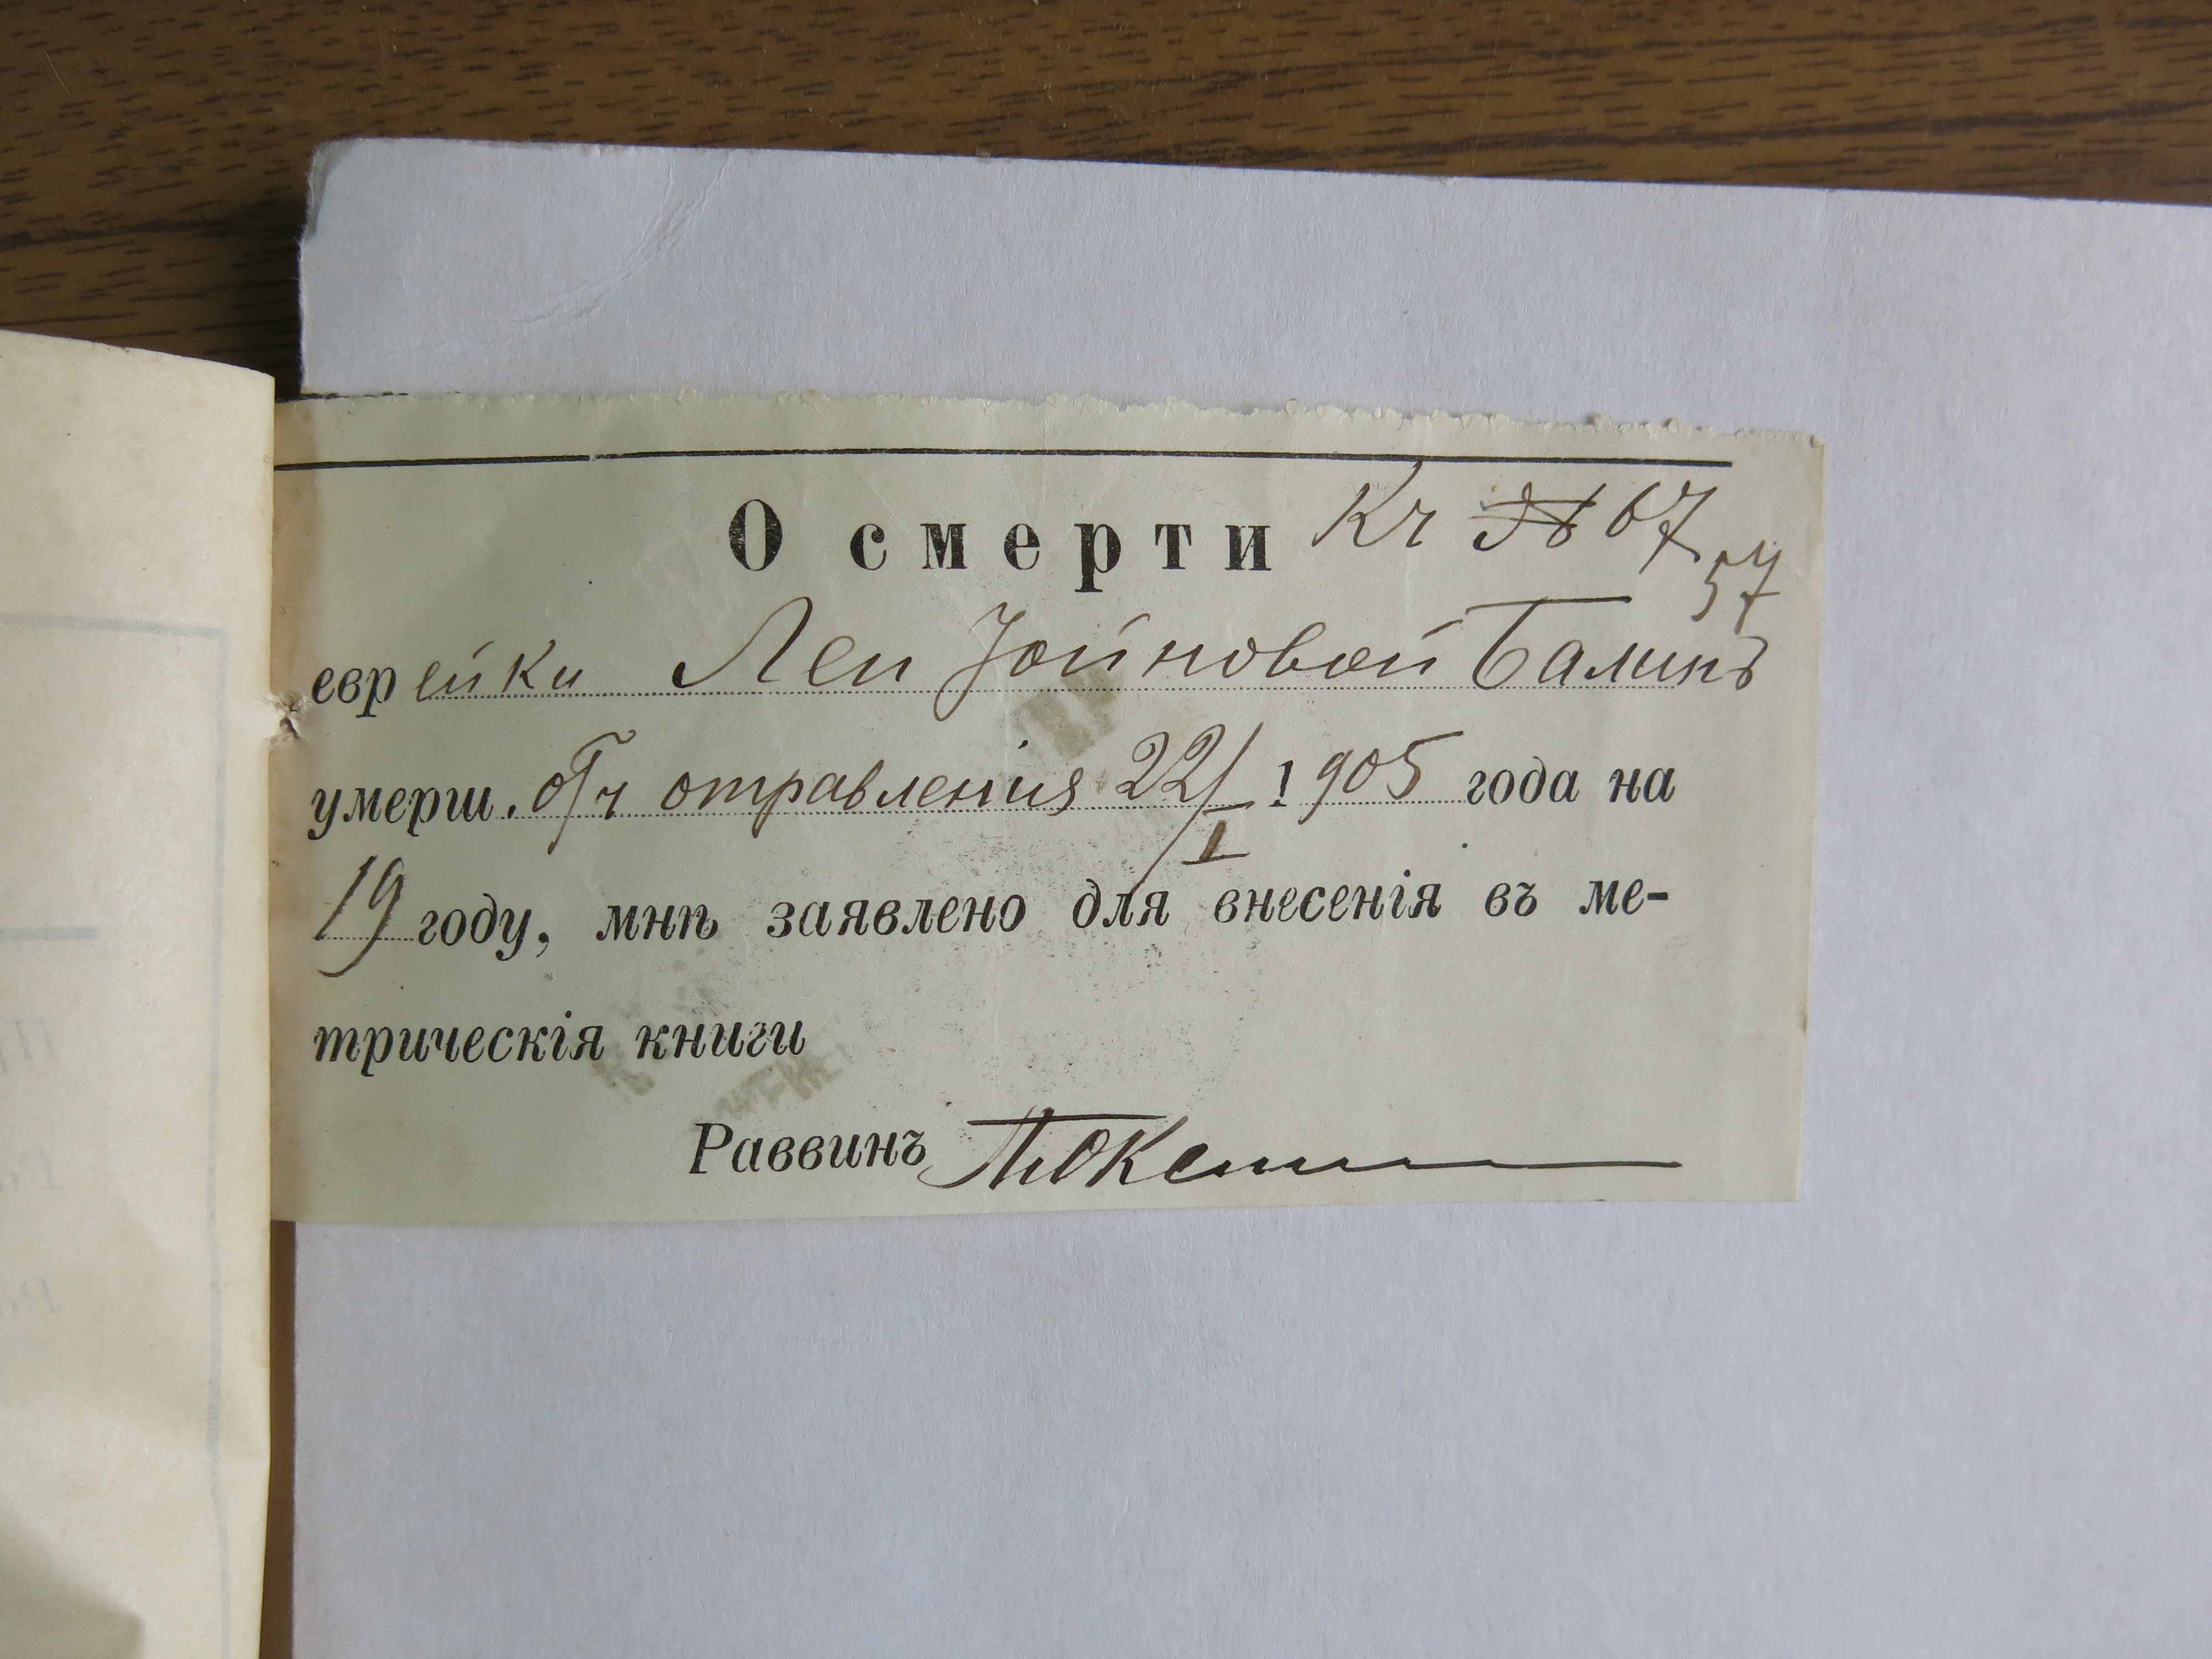 О смерти Кч № 67
57
еврейки Леи Іойновой Балинъ
умерш. отъ отравленія 22/I 1905 года на
19 году, мнѣ заявлено для внесенія въ ме-
трическія книги
Раввинъ